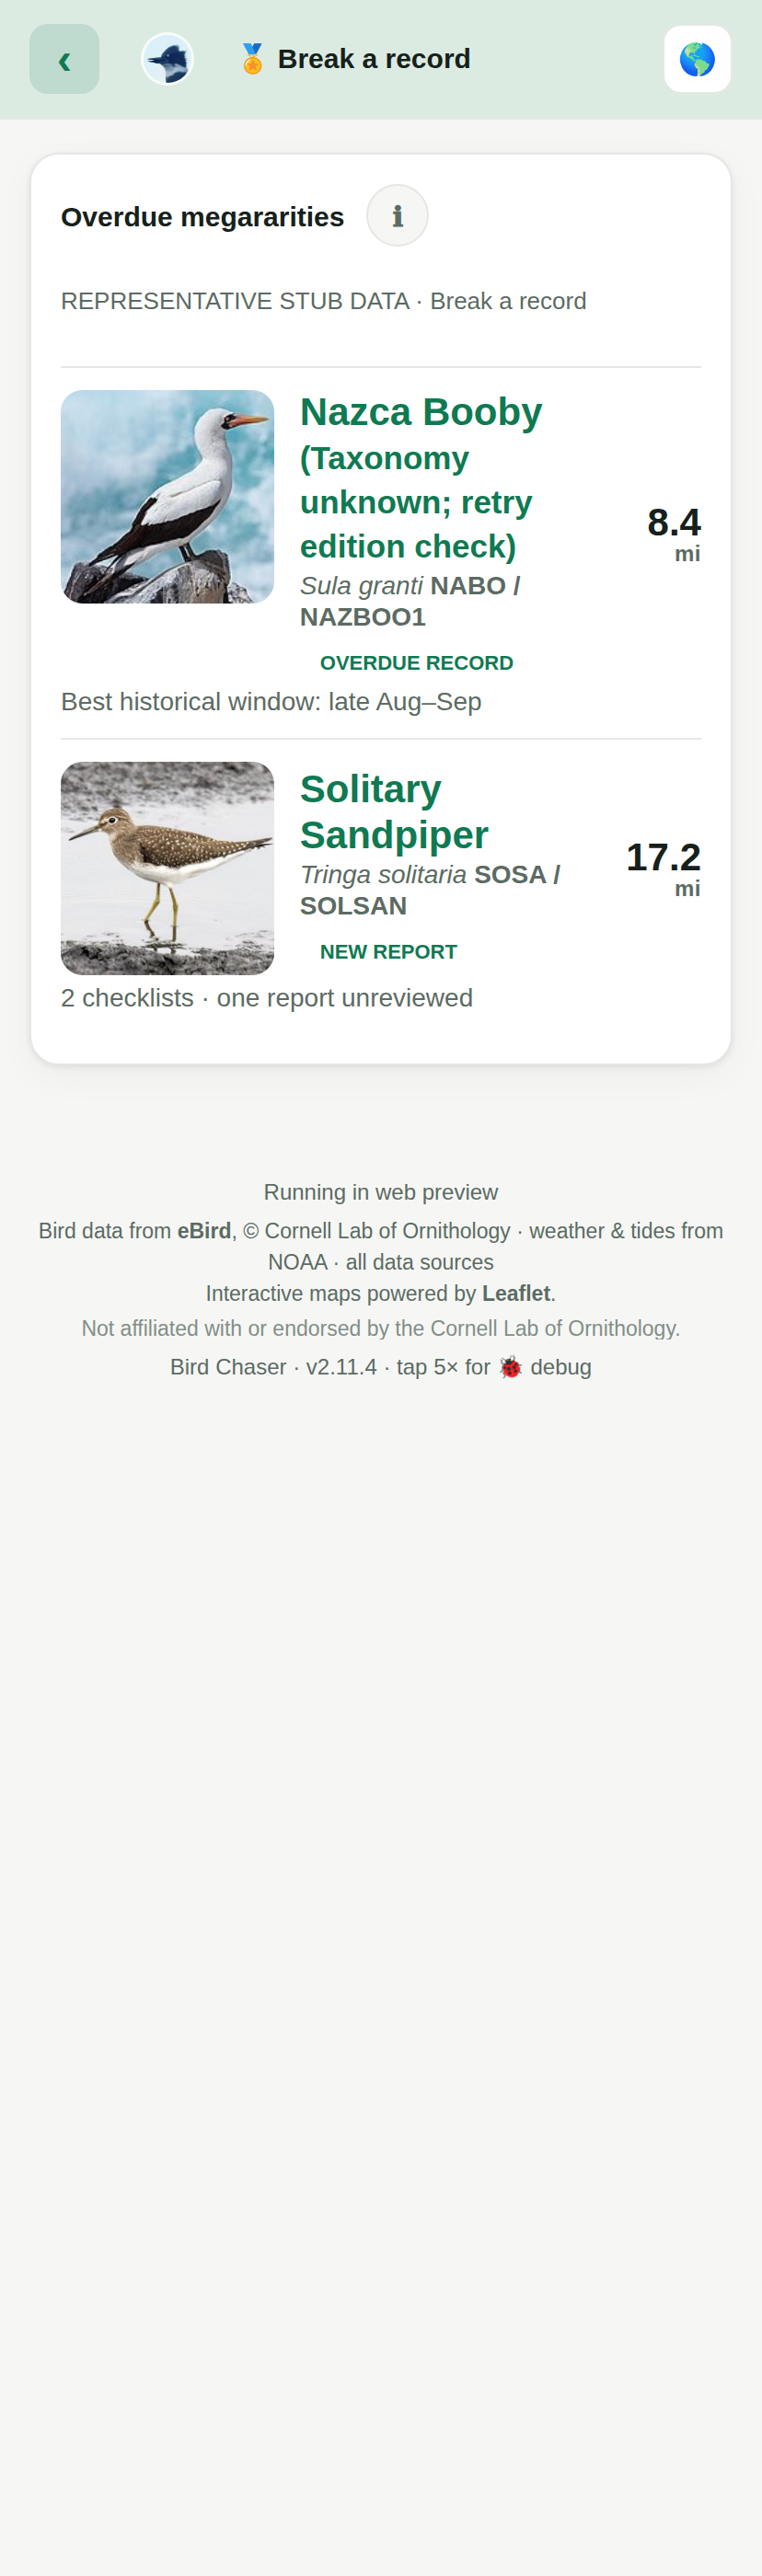 ‹
🏅 Break a record
Overdue megararities
i
REPRESENTATIVE STUB DATA · Break a record
Nazca Booby
(Taxonomy
unknown; retry
edition check)
8.4
mi
Sula granti NABO /
NAZBOO1
OVERDUE RECORD
Best historical window: late Aug–Sep
Solitary
Sandpiper
17.2
mi
Tringa solitaria SOSA /
SOLSAN
NEW REPORT
2 checklists · one report unreviewed
Running in web preview
Bird data from eBird, © Cornell Lab of Ornithology · weather & tides from
NOAA · all data sources
Interactive maps powered by Leaflet.
Not affiliated with or endorsed by the Cornell Lab of Ornithology.
Bird Chaser · v2.11.4 · tap 5× for 🐞 debug